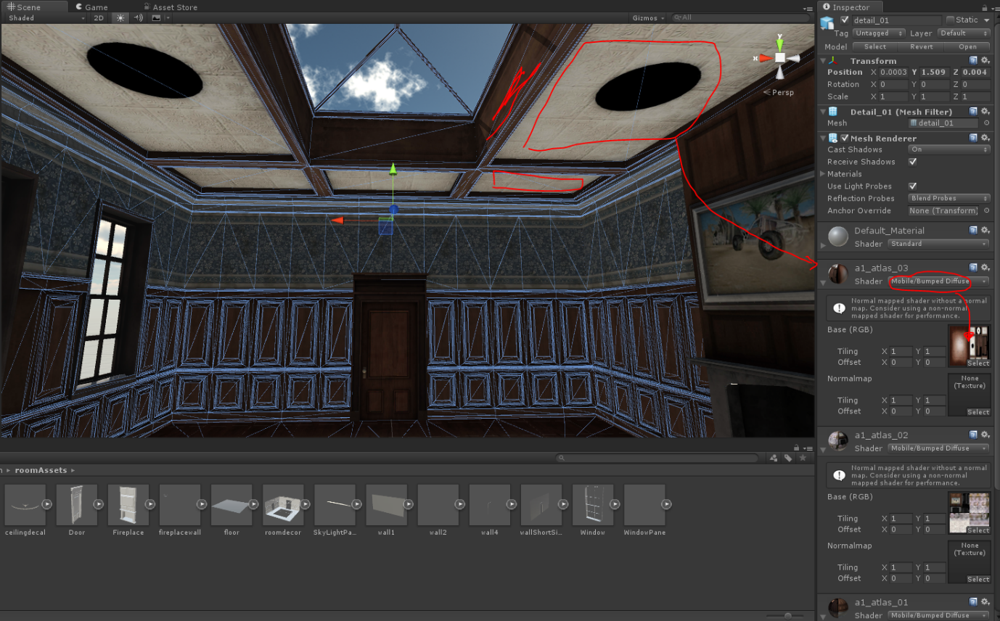 Scene Game Asset Store
Shaded 2D Gizmos All
y
x
Persp
roomAssets
ceilingdecal Door Fireplace fireplacewall floor roomdecor SkyLightPa... wall1 wall2 wall4 wallShortSi... Window WindowPane
Inspector
detail_01 Static
Tag Untagged Layer Default
Model Select Revert Open
Transform
Position X 0.0003 Y 1.509 Z 0.004
Rotation X 0 Y 0 Z 0
Scale X 1 Y 1 Z 1
Detail_01 (Mesh Filter)
Mesh detail_01
Mesh Renderer
Cast Shadows On
Receive Shadows
Materials
Use Light Probes
Reflection Probes Blend Probes
Anchor Override None (Transform)
Default_Material
Shader Standard
a1_atlas_03
Shader Mobile/Bumped Diffuse
Normal mapped shader without a normal
map. Consider using a non-normal
mapped shader for performance.
Base (RGB)
Tiling X 1 Y 1
Offset X 0 Y 0
Select
Normalmap None
(Texture)
Tiling X 1 Y 1
Offset X 0 Y 0
Select
a1_atlas_02
Shader Mobile/Bumped Diffuse
Normal mapped shader without a normal
map. Consider using a non-normal
mapped shader for performance.
Base (RGB)
Tiling X 1 Y 1
Offset X 0 Y 0
Select
Normalmap None
(Texture)
Tiling X 1 Y 1
Offset X 0 Y 0
Select
a1_atlas_01
Shader Mobile/Bumped Diffuse